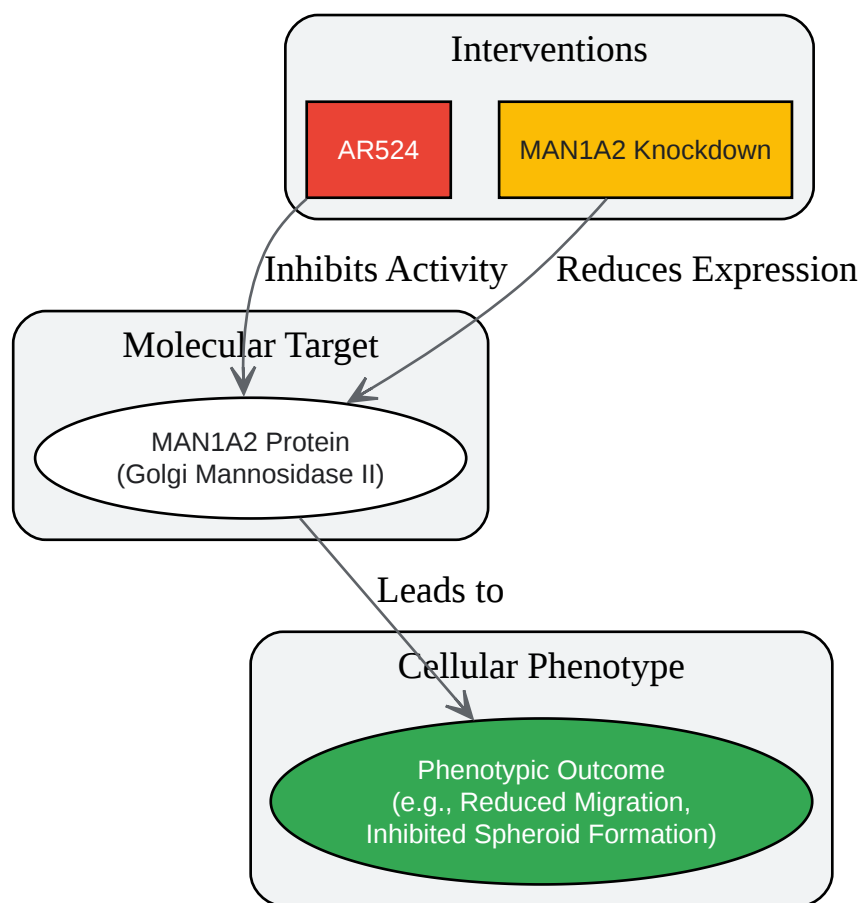 Interventions
AR524
MAN1A2 Knockdown
Inhibits Activity
Reduces Expression
Molecular Target
MAN1A2 Protein
(Golgi Mannosidase II)
Leads to
Cellular Phenotype
Phenotypic Outcome
(e.g., Reduced Migration,
Inhibited Spheroid Formation)